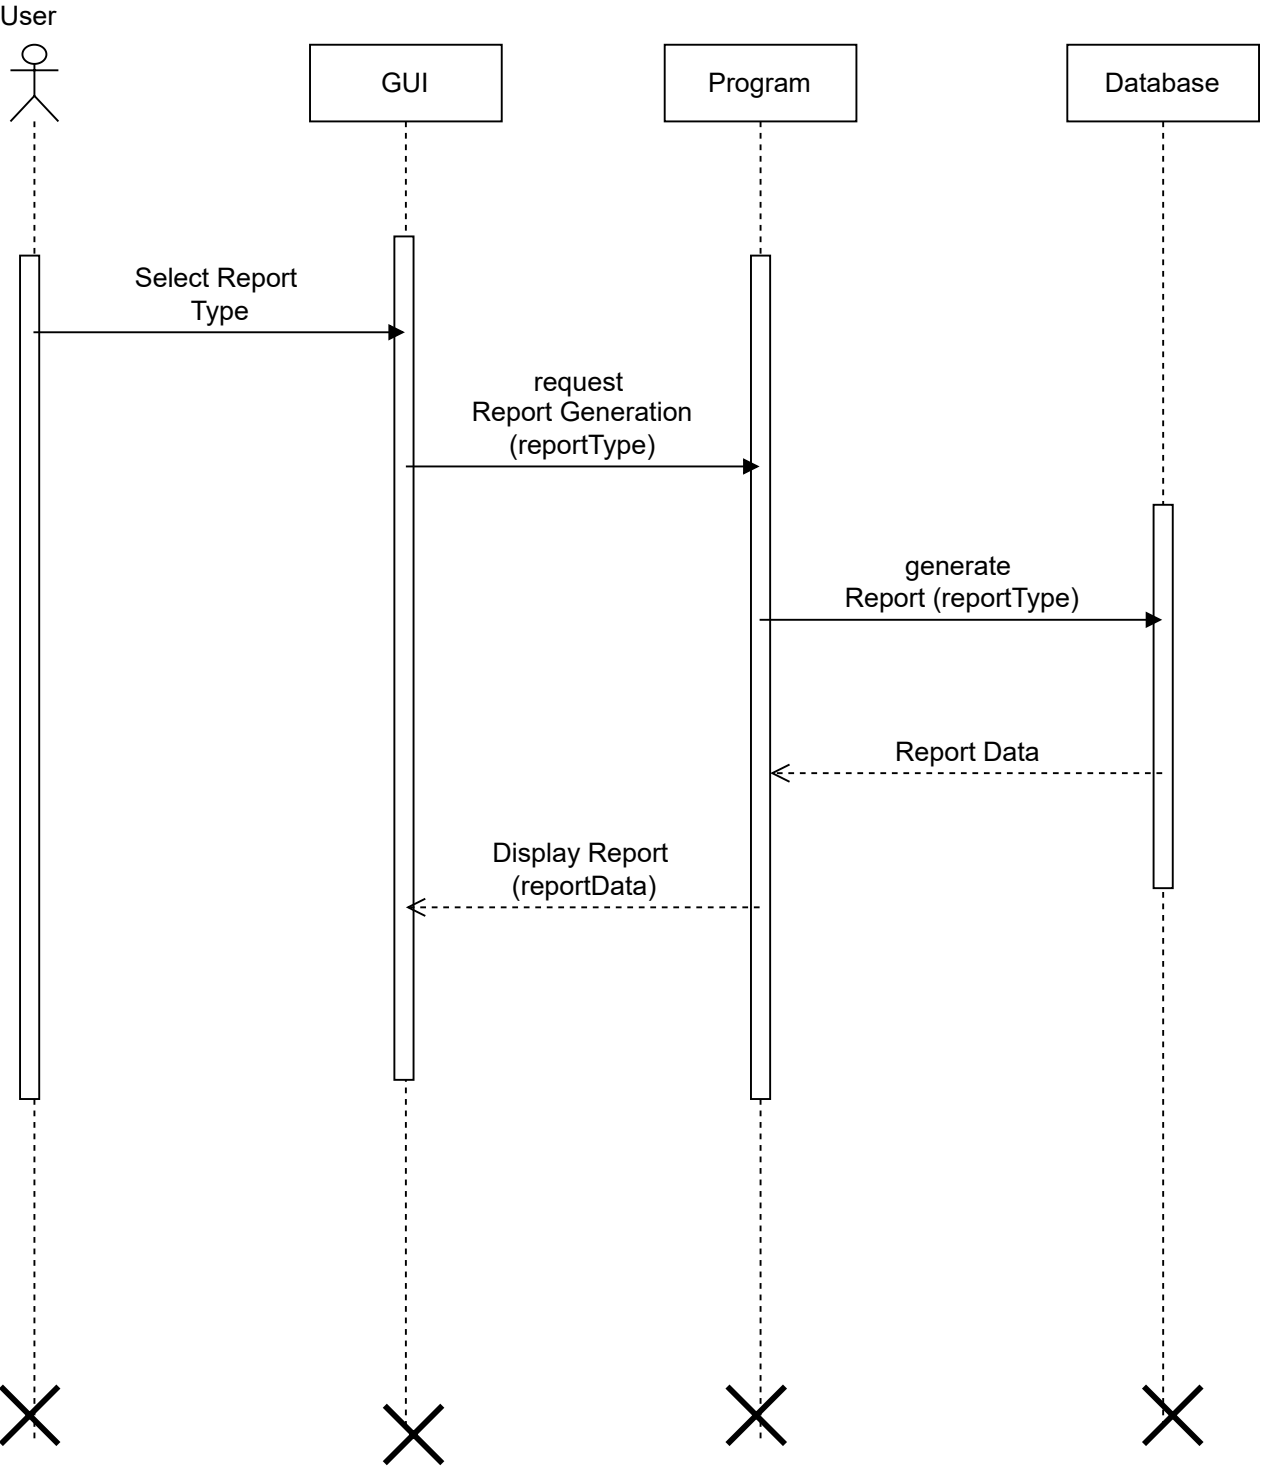 User
GUI
Program
Database
Select Report
Type
request
Report Generation
(reportType)
generate
Report (reportType)
Report Data
Display Report
(reportData)